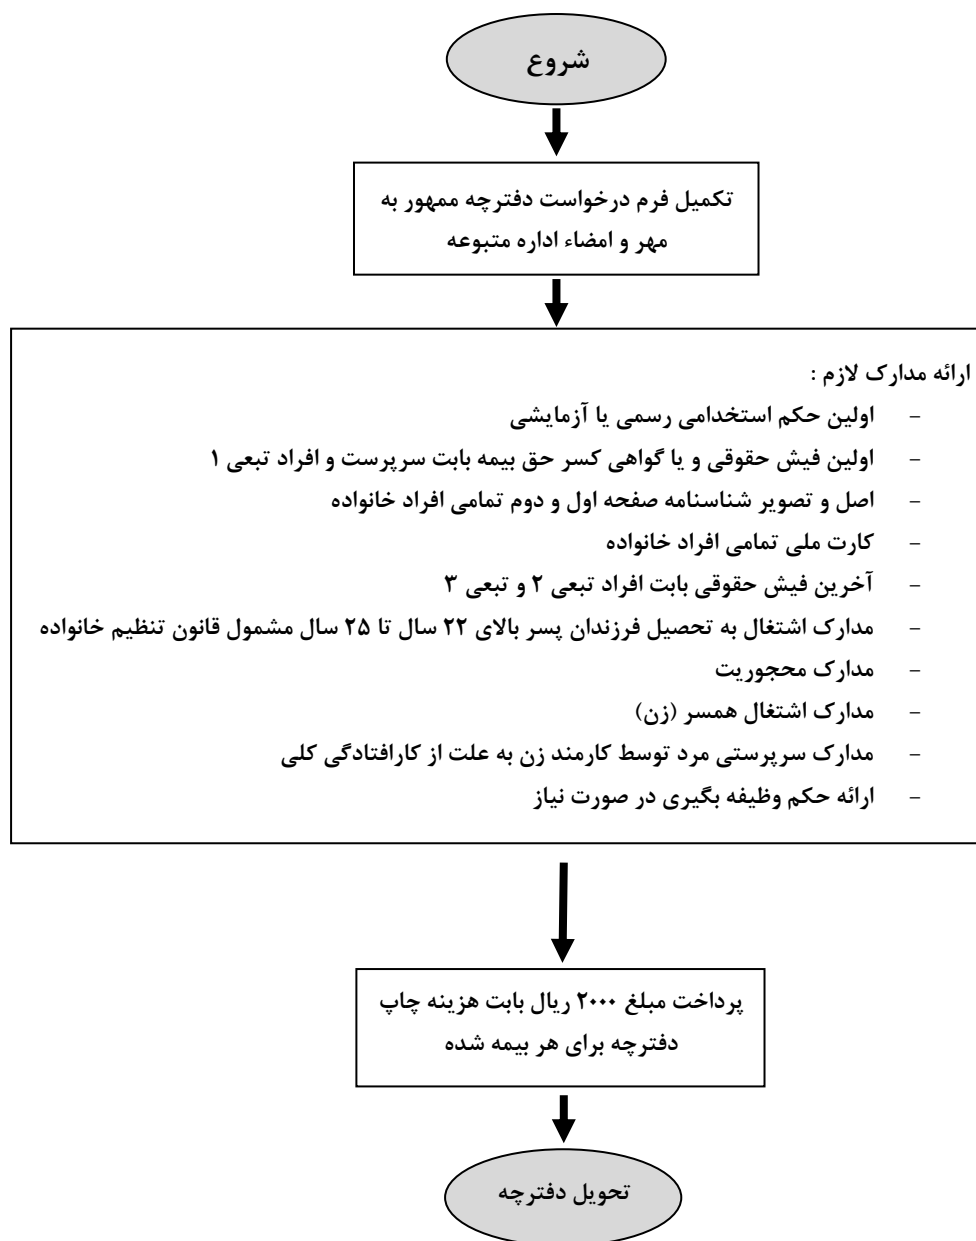 شروع
تکمیل فرم درخواست دفترچه ممهور به
مهر و امضاء اداره متبوعه
ارائه مدارک لازم :
- اولین حکم استخدامی رسمی یا آزمایشی
- اولین فیش حقوقی و یا گواهی کسر حق بیمه بابت سرپرست و افراد تبعی ۱
- اصل و تصویر شناسنامه صفحه اول و دوم تمامی افراد خانواده
- کارت ملی تمامی افراد خانواده
- آخرین فیش حقوقی بابت افراد تبعی ۲ و تبعی ۳
- مدارک اشتغال به تحصیل فرزندان پسر بالای ۲۲ سال تا ۲۵ سال مشمول قانون تنظیم خانواده
- مدارک محجوریت
- مدارک اشتغال همسر (زن)
- مدارک سرپرستی مرد توسط کارمند زن به علت از کارافتادگی کلی
- ارائه حکم وظیفه بگیری در صورت نیاز
پرداخت مبلغ ۲۰۰۰ ریال بابت هزینه چاپ
دفترچه برای هر بیمه شده
تحویل دفترچه